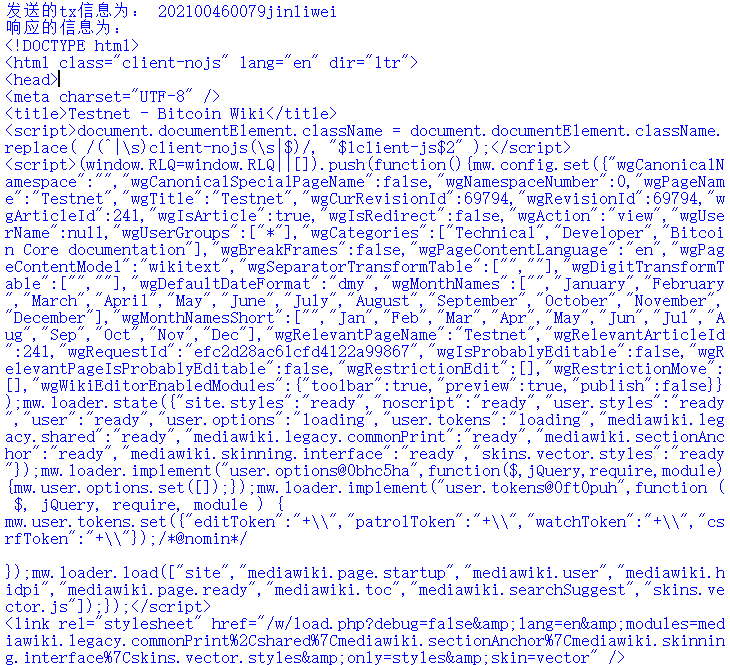 发送的tx信息为： 202100460079jinliwei
响应的信息为：
<!DOCTYPE html>
<html class="client-nojs" lang="en" dir="ltr">
<head>
<meta charset="UTF-8" />
<title>Testnet - Bitcoin Wiki</title>
<script>document.documentElement.className = document.documentElement.className.
replace( /(^|\s)client-nojs(\s|$)/, "$1client-js$2" );</script>
<script>(window.RLQ=window.RLQ||[]).push(function(){mw.config.set({"wgCanonicalN
amespace":"","wgCanonicalSpecialPageName":false,"wgNamespaceNumber":0,"wgPageNam
e":"Testnet","wgTitle":"Testnet","wgCurRevisionId":69794,"wgRevisionId":69794,"w
gArticleId":241,"wgIsArticle":true,"wgIsRedirect":false,"wgAction":"view","wgUse
rName":null,"wgUserGroups":["*"],"wgCategories":["Technical","Developer","Bitcoi
n Core documentation"],"wgBreakFrames":false,"wgPageContentLanguage":"en","wgPag
eContentModel":"wikitext","wgSeparatorTransformTable":["",""],"wgDigitTransformT
able":["",""],"wgDefaultDateFormat":"dmy","wgMonthNames":["","January","February"
,"March","April","May","June","July","August","September","October","November",
"December"],"wgMonthNamesShort":["","Jan","Feb","Mar","Apr","May","Jun","Jul","A
ug","Sep","Oct","Nov","Dec"],"wgRelevantPageName":"Testnet","wgRelevantArticleId"
:241,"wgRequestId":"efc2d28ac61cfd4122a99867","wgIsProbablyEditable":false,"wgRe
levantPageIsProbablyEditable":false,"wgRestrictionEdit":[],"wgRestrictionMove":
[],"wgWikiEditorEnabledModules":{"toolbar":true,"preview":true,"publish":false}}
);mw.loader.state({"site.styles":"ready","noscript":"ready","user.styles":"ready"
,"user":"ready","user.options":"loading","user.tokens":"loading","mediawiki.lega
cy.shared":"ready","mediawiki.legacy.commonPrint":"ready","mediawiki.sectionAnc
hor":"ready","mediawiki.skinning.interface":"ready","skins.vector.styles":"ready
"});mw.loader.implement("user.options@0bhc5ha",function($,jQuery,require,module)
{mw.user.options.set([]);});mw.loader.implement("user.tokens@0ft0puh",function (
 $, jQuery, require, module ) {
mw.user.tokens.set({"editToken":"+\\","patrolToken":"+\\","watchToken":"+\\","cs
rfToken":"+\\"});/*@nomin*/

});mw.loader.load(["site","mediawiki.page.startup","mediawiki.user","mediawiki.h
idpi","mediawiki.page.ready","mediawiki.toc","mediawiki.searchSuggest","skins.ve
ctor.js"]);});</script>
<link rel="stylesheet" href="/w/load.php?debug=false&amp;lang=en&amp;modules=med
iawiki.legacy.commonPrint%2Cshared%7Cmediawiki.sectionAnchor%7Cmediawiki.skinnin
g.interface%7Cskins.vector.styles&amp;only=styles&amp;skin=vector" />